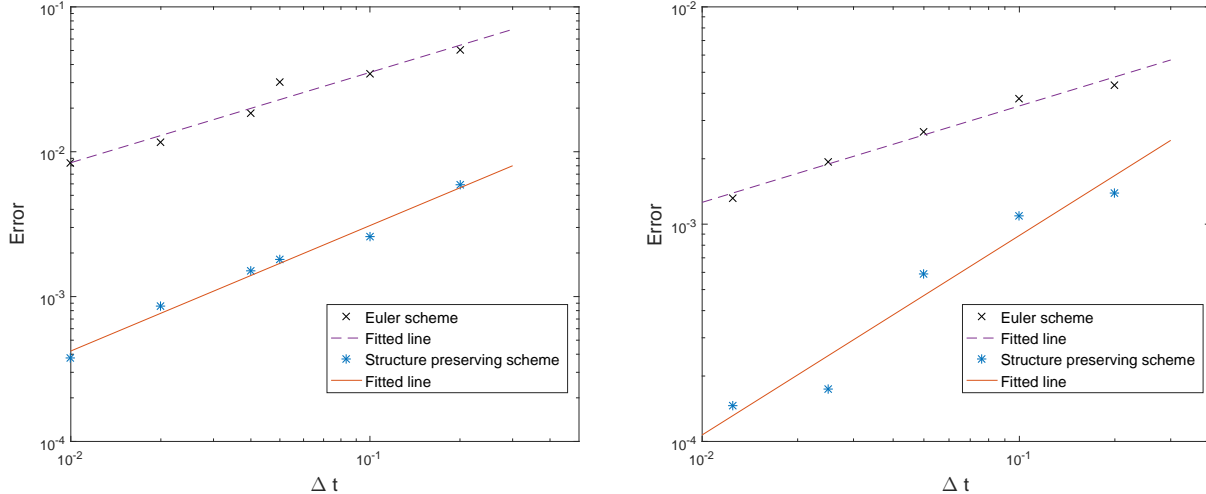 10-1
10-2
10-3
10-4
10-2
10-1
Error
Δ t
Euler scheme
Fitted line
Structure preserving scheme
Fitted line
10-2
10-3
10-4
10-2
10-1
Error
Δ t
Euler scheme
Fitted line
Structure preserving scheme
Fitted line